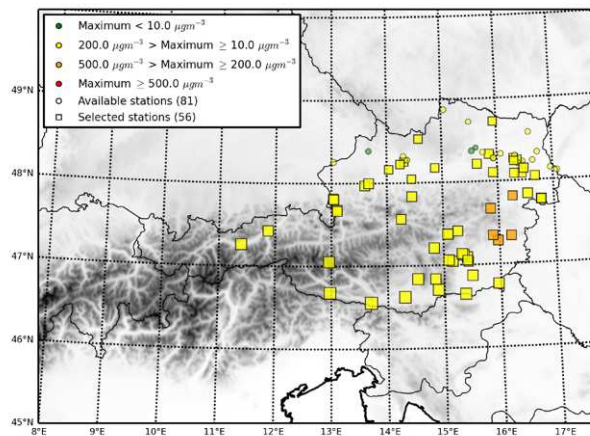 Maximum < 10.0 μgm⁻³
200.0 μgm⁻³ > Maximum ≥ 10.0 μgm⁻³
500.0 μgm⁻³ > Maximum ≥ 200.0 μgm⁻³
Maximum ≥ 500.0 μgm⁻³
Available stations (81)
Selected stations (56)
49°N
48°N
47°N
46°N
45°N
8°E 9°E 10°E 11°E 12°E 13°E 14°E 15°E 16°E 17°E